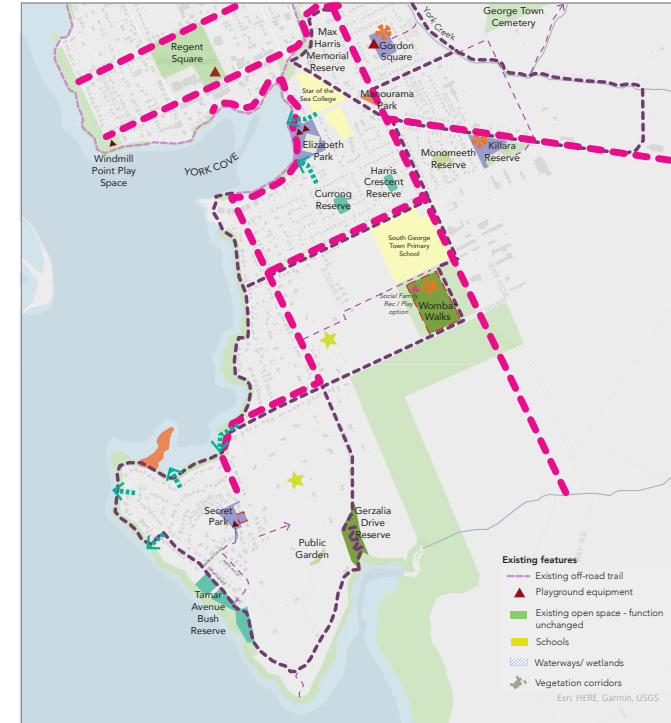 George Town
Cemetery
York Creek
Max
Harris
Memorial
Reserve
Gordon
Square
Regent
Square
Star of the
Sea College
Manourama
Park
Elizabeth
Park
Killara
Reserve
Monomeeth
Reserve
Windmill
Point Play
Space
YORK COVE
Harris
Crescent
Reserve
Currong
Reserve
South George
Town Primary
School
Social Family
Rec / Play
option
Wombat
Walks
Secret
Park
Gerzalia
Drive
Reserve
Public
Garden
Tamar
Avenue
Bush
Reserve
Existing features
Existing off-road trail
Playground equipment
Existing open space - function
unchanged
Schools
Waterways/ wetlands
Vegetation corridors
Esri, HERE, Garmin, USGS